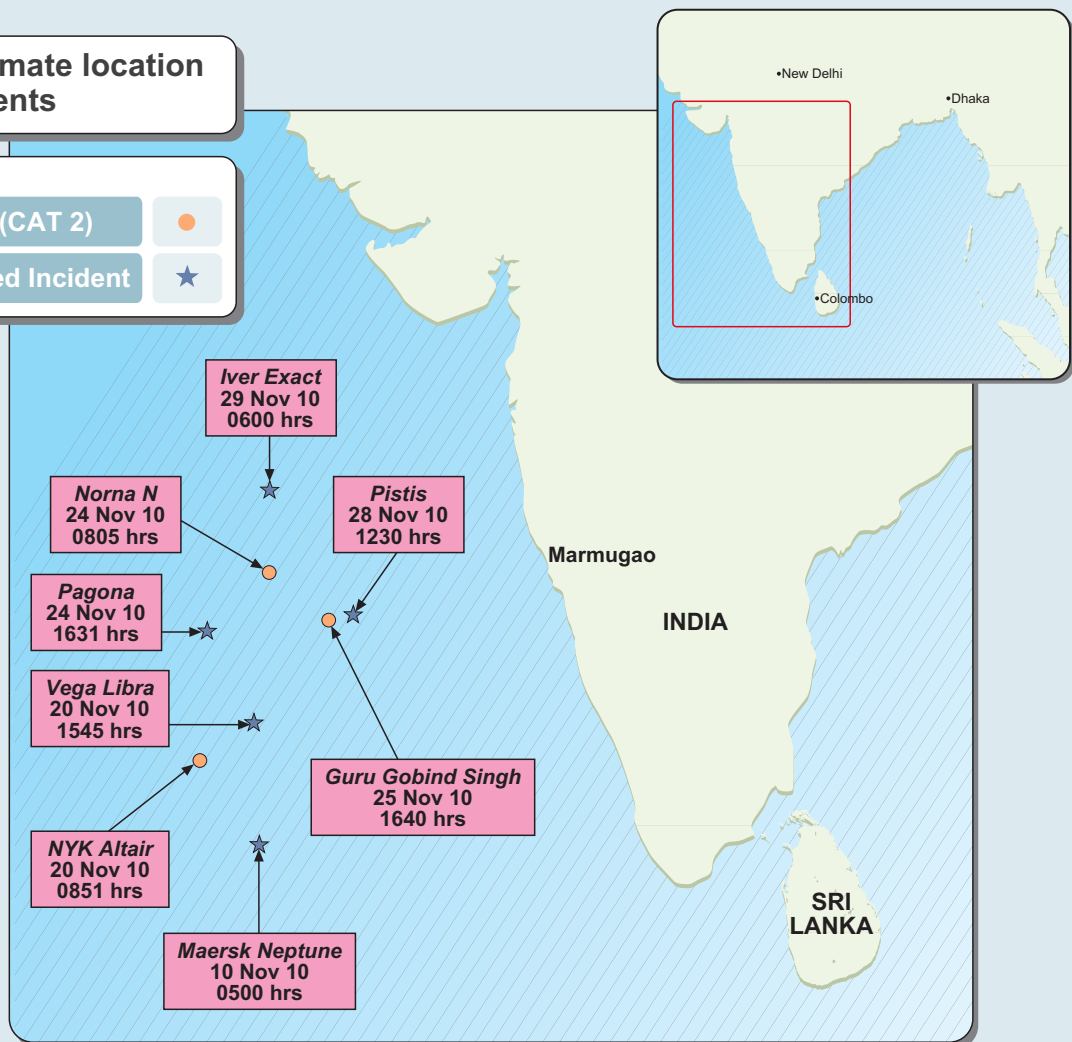 mate location
ents
(CAT 2)
ed Incident
•New Delhi
•Dhaka
•Colombo
Iver Exact
29 Nov 10
0600 hrs
Norna N
24 Nov 10
0805 hrs
Pistis
28 Nov 10
1230 hrs
Marmugao
Pagona
24 Nov 10
1631 hrs
INDIA
Vega Libra
20 Nov 10
1545 hrs
Guru Gobind Singh
25 Nov 10
1640 hrs
NYK Altair
20 Nov 10
0851 hrs
SRI
LANKA
Maersk Neptune
10 Nov 10
0500 hrs